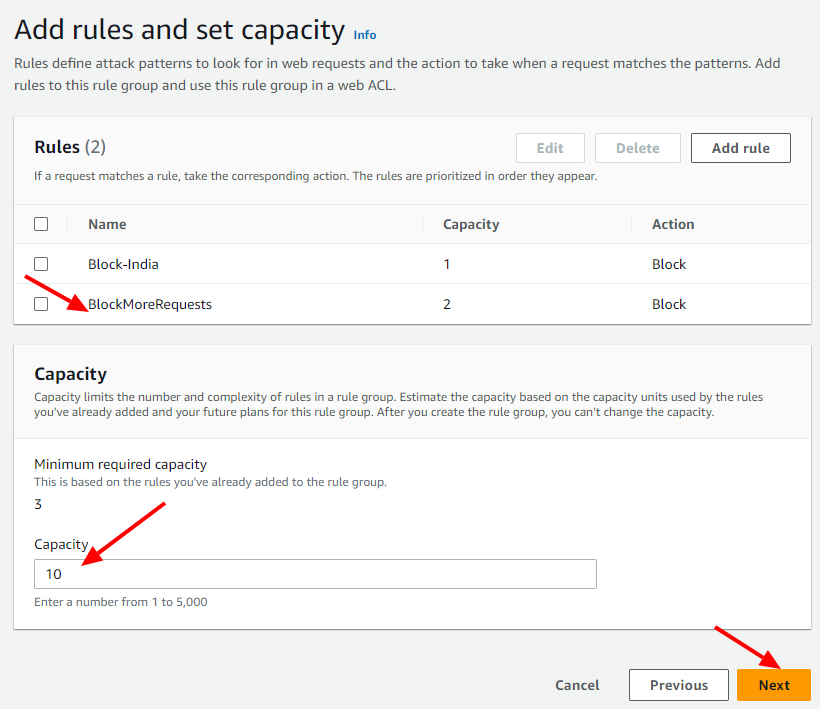 Add rules and set capacity Info
Rules define attack patterns to look for in web requests and the action to take when a request matches the patterns. Add
rules to this rule group and use this rule group in a web ACL.
Rules (2)
Edit
Delete
Add rule
If a request matches a rule, take the corresponding action. The rules are prioritized in order they appear.
Name Capacity Action
Block-India 1 Block
BlockMoreRequests 2 Block
Capacity
Capacity limits the number and complexity of rules in a rule group. Estimate the capacity based on the capacity units used by the rules
you've already added and your future plans for this rule group. After you create the rule group, you can't change the capacity.
Minimum required capacity
This is based on the rules you've already added to the rule group.
3
Capacity
10
Enter a number from 1 to 5,000
Cancel
Previous
Next